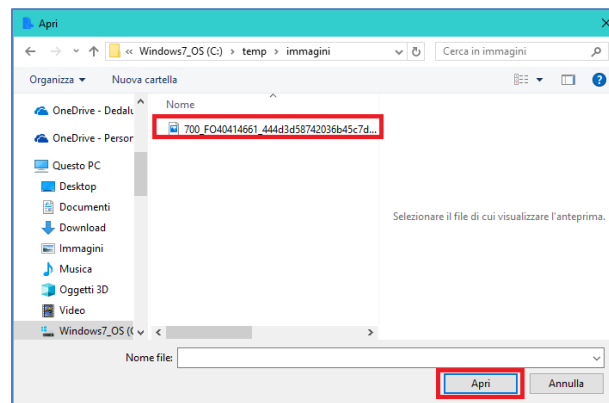 Apri
« Windows7_OS (C:) › temp › immagini
Cerca in immagini
Organizza
Nuova cartella
OneDrive - Dedalu
OneDrive - Person
Questo PC
Desktop
Documenti
Download
Immagini
Musica
Oggetti 3D
Video
Windows7_OS (C
Nome
700_FO40414661_444d3d58742036b45c7d...
Selezionare il file di cui visualizzare l'anteprima.
Nome file:
Apri
Annulla